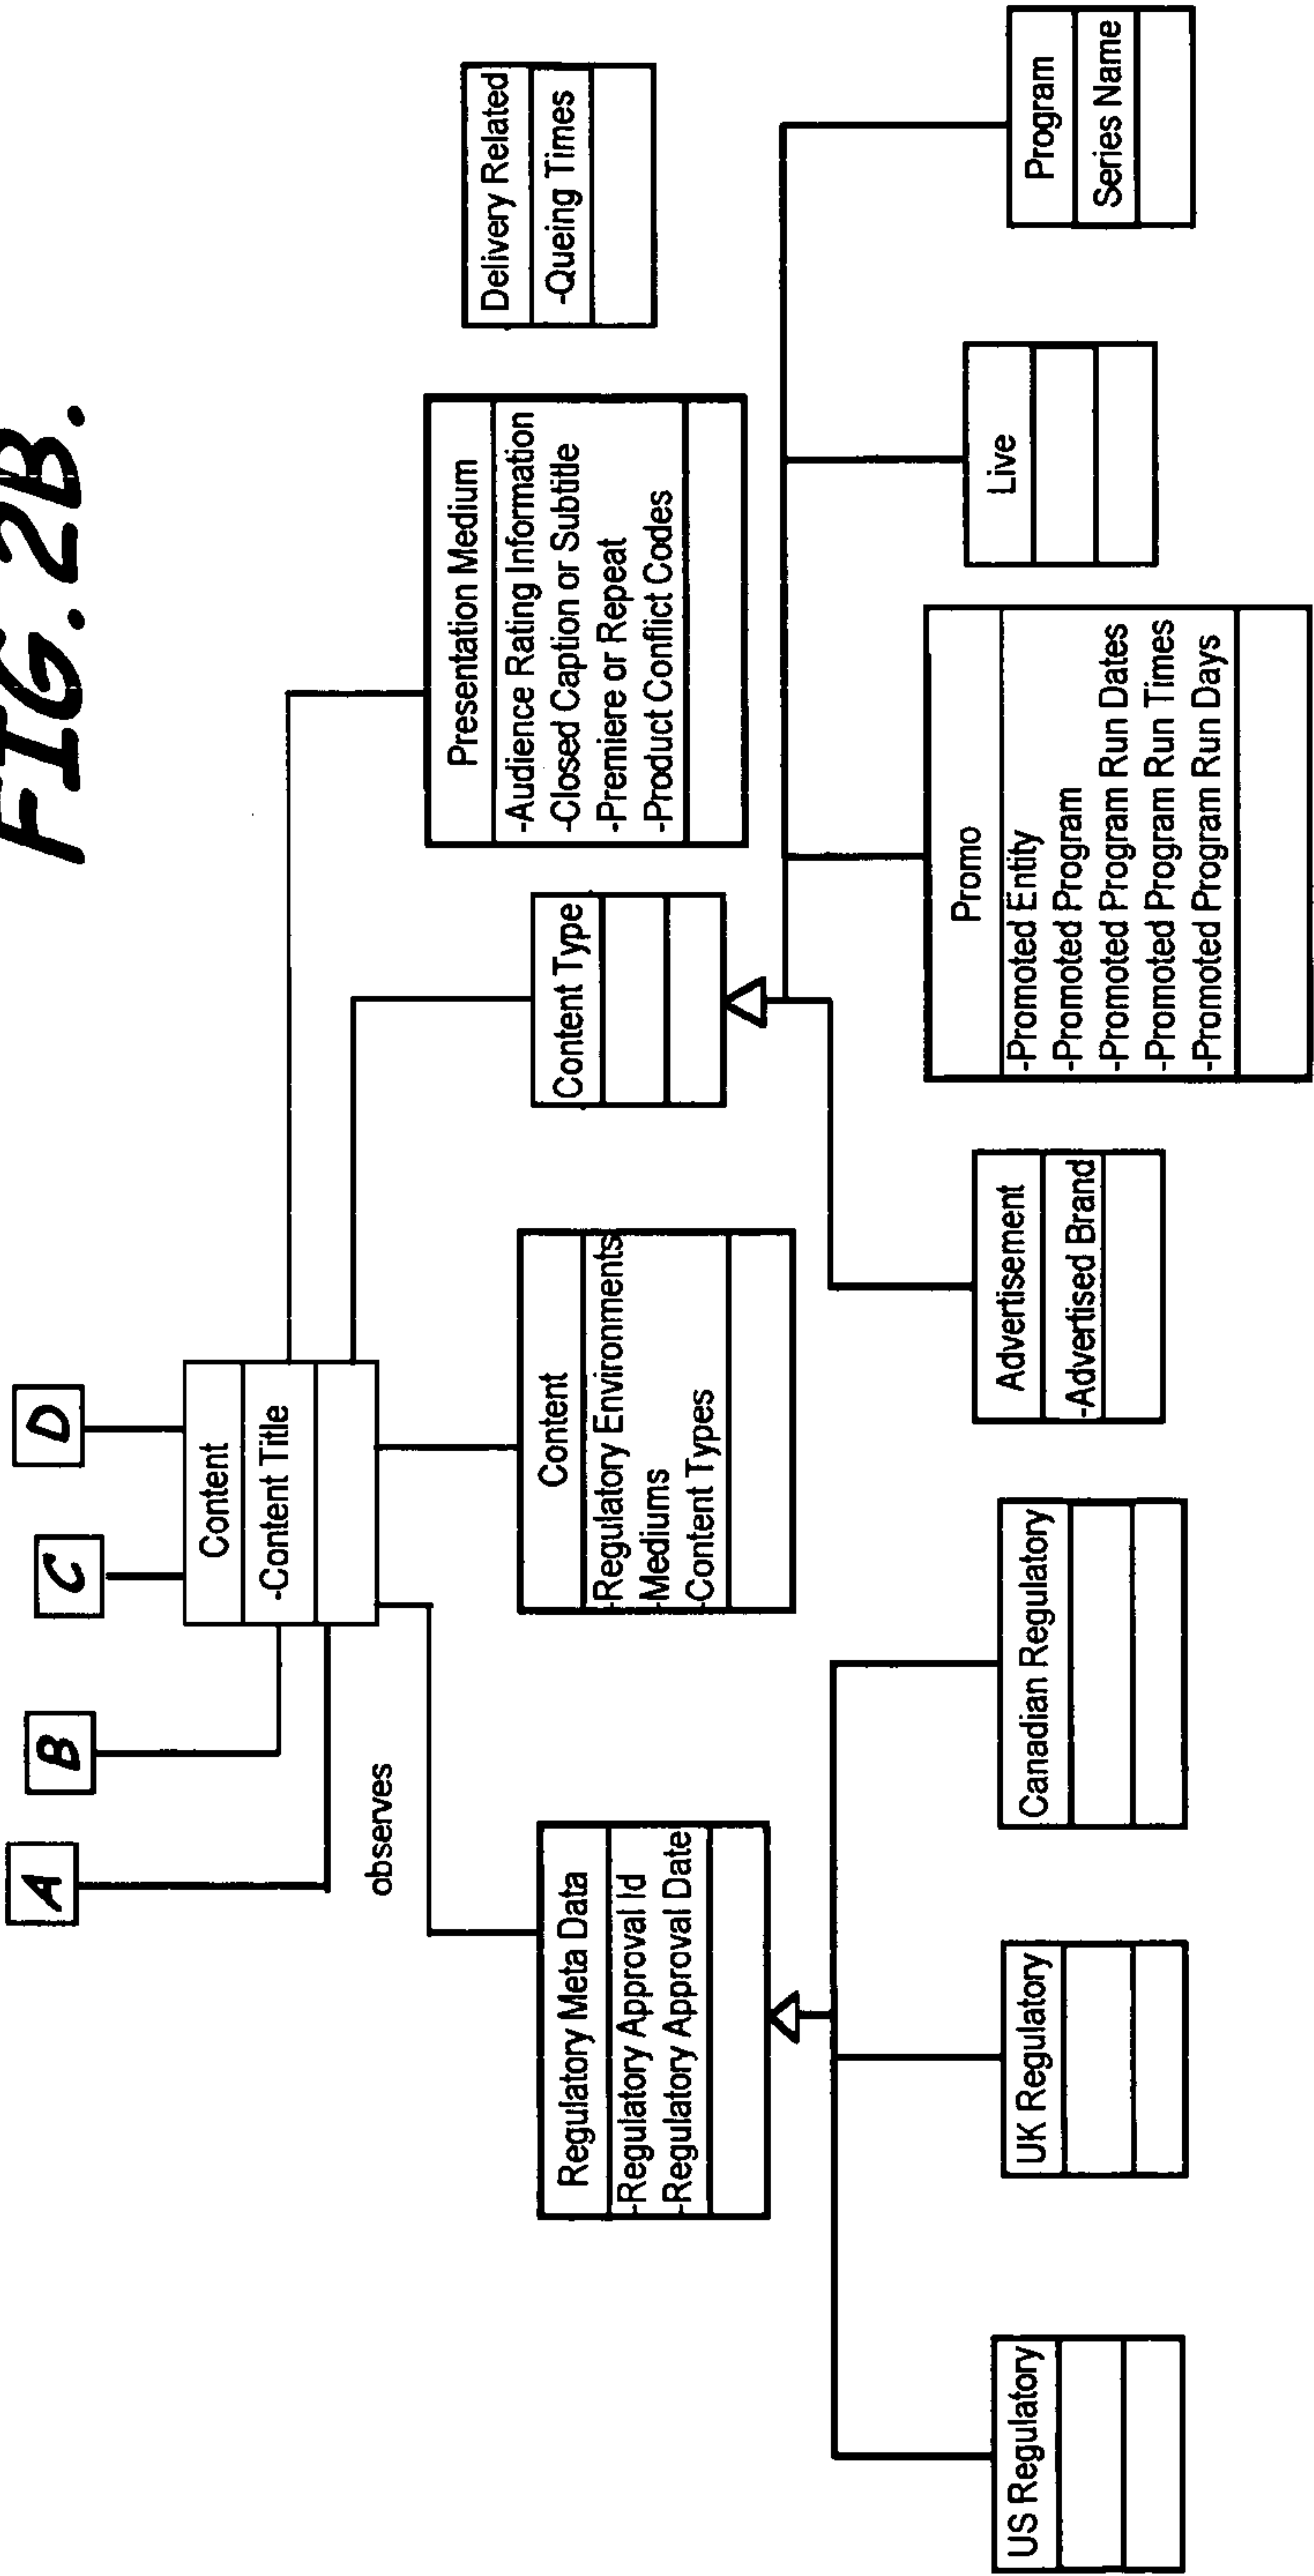 FIG. 2B.
A
B
C
D
Content
-Content Title
observes
Regulatory Meta Data
-Regulatory Approval Id
-Regulatory Approval Date
Content
-Regulatory Environments
-Mediums
-Content Types
Content Type
Presentation Medium
-Audience Rating Information
-Closed Caption or Subtitle
-Premiere or Repeat
-Product Conflict Codes
Delivery Related
-Queing Times
US Regulatory
UK Regulatory
Canadian Regulatory
Advertisement
-Advertised Brand
Promo
-Promoted Entity
-Promoted Program
-Promoted Program Run Dates
-Promoted Program Run Times
-Promoted Program Run Days
Live
Program
Series Name